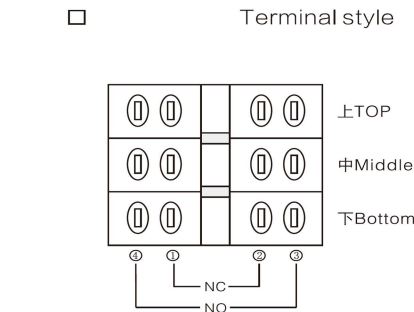 Terminal style
上TOP
中Middle
下Bottom
④ ① ② ③
NC
NO